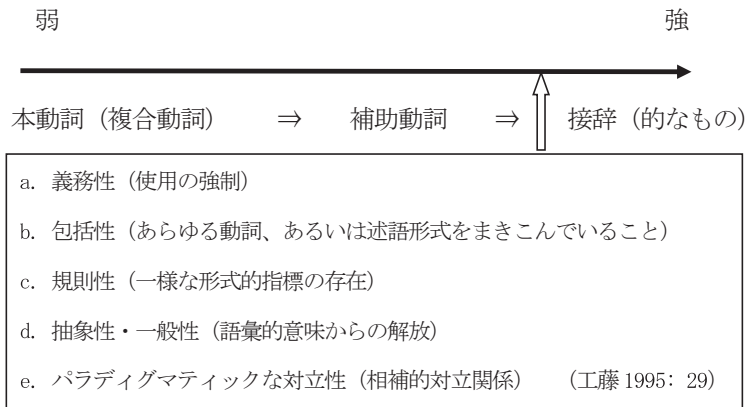 弱 強
本動詞（複合動詞） ⇒ 補助動詞 ⇒ 接辞（的なもの）
a. 義務性（使用の強制）
b. 包括性（あらゆる動詞、あるいは述語形式をまきこんでいること）
c. 規則性（一様な形式的指標の存在）
d. 抽象性・一般性（語彙的意味からの解放）
e. パラディグマティックな対立性（相補的対立関係） （工藤 1995: 29）